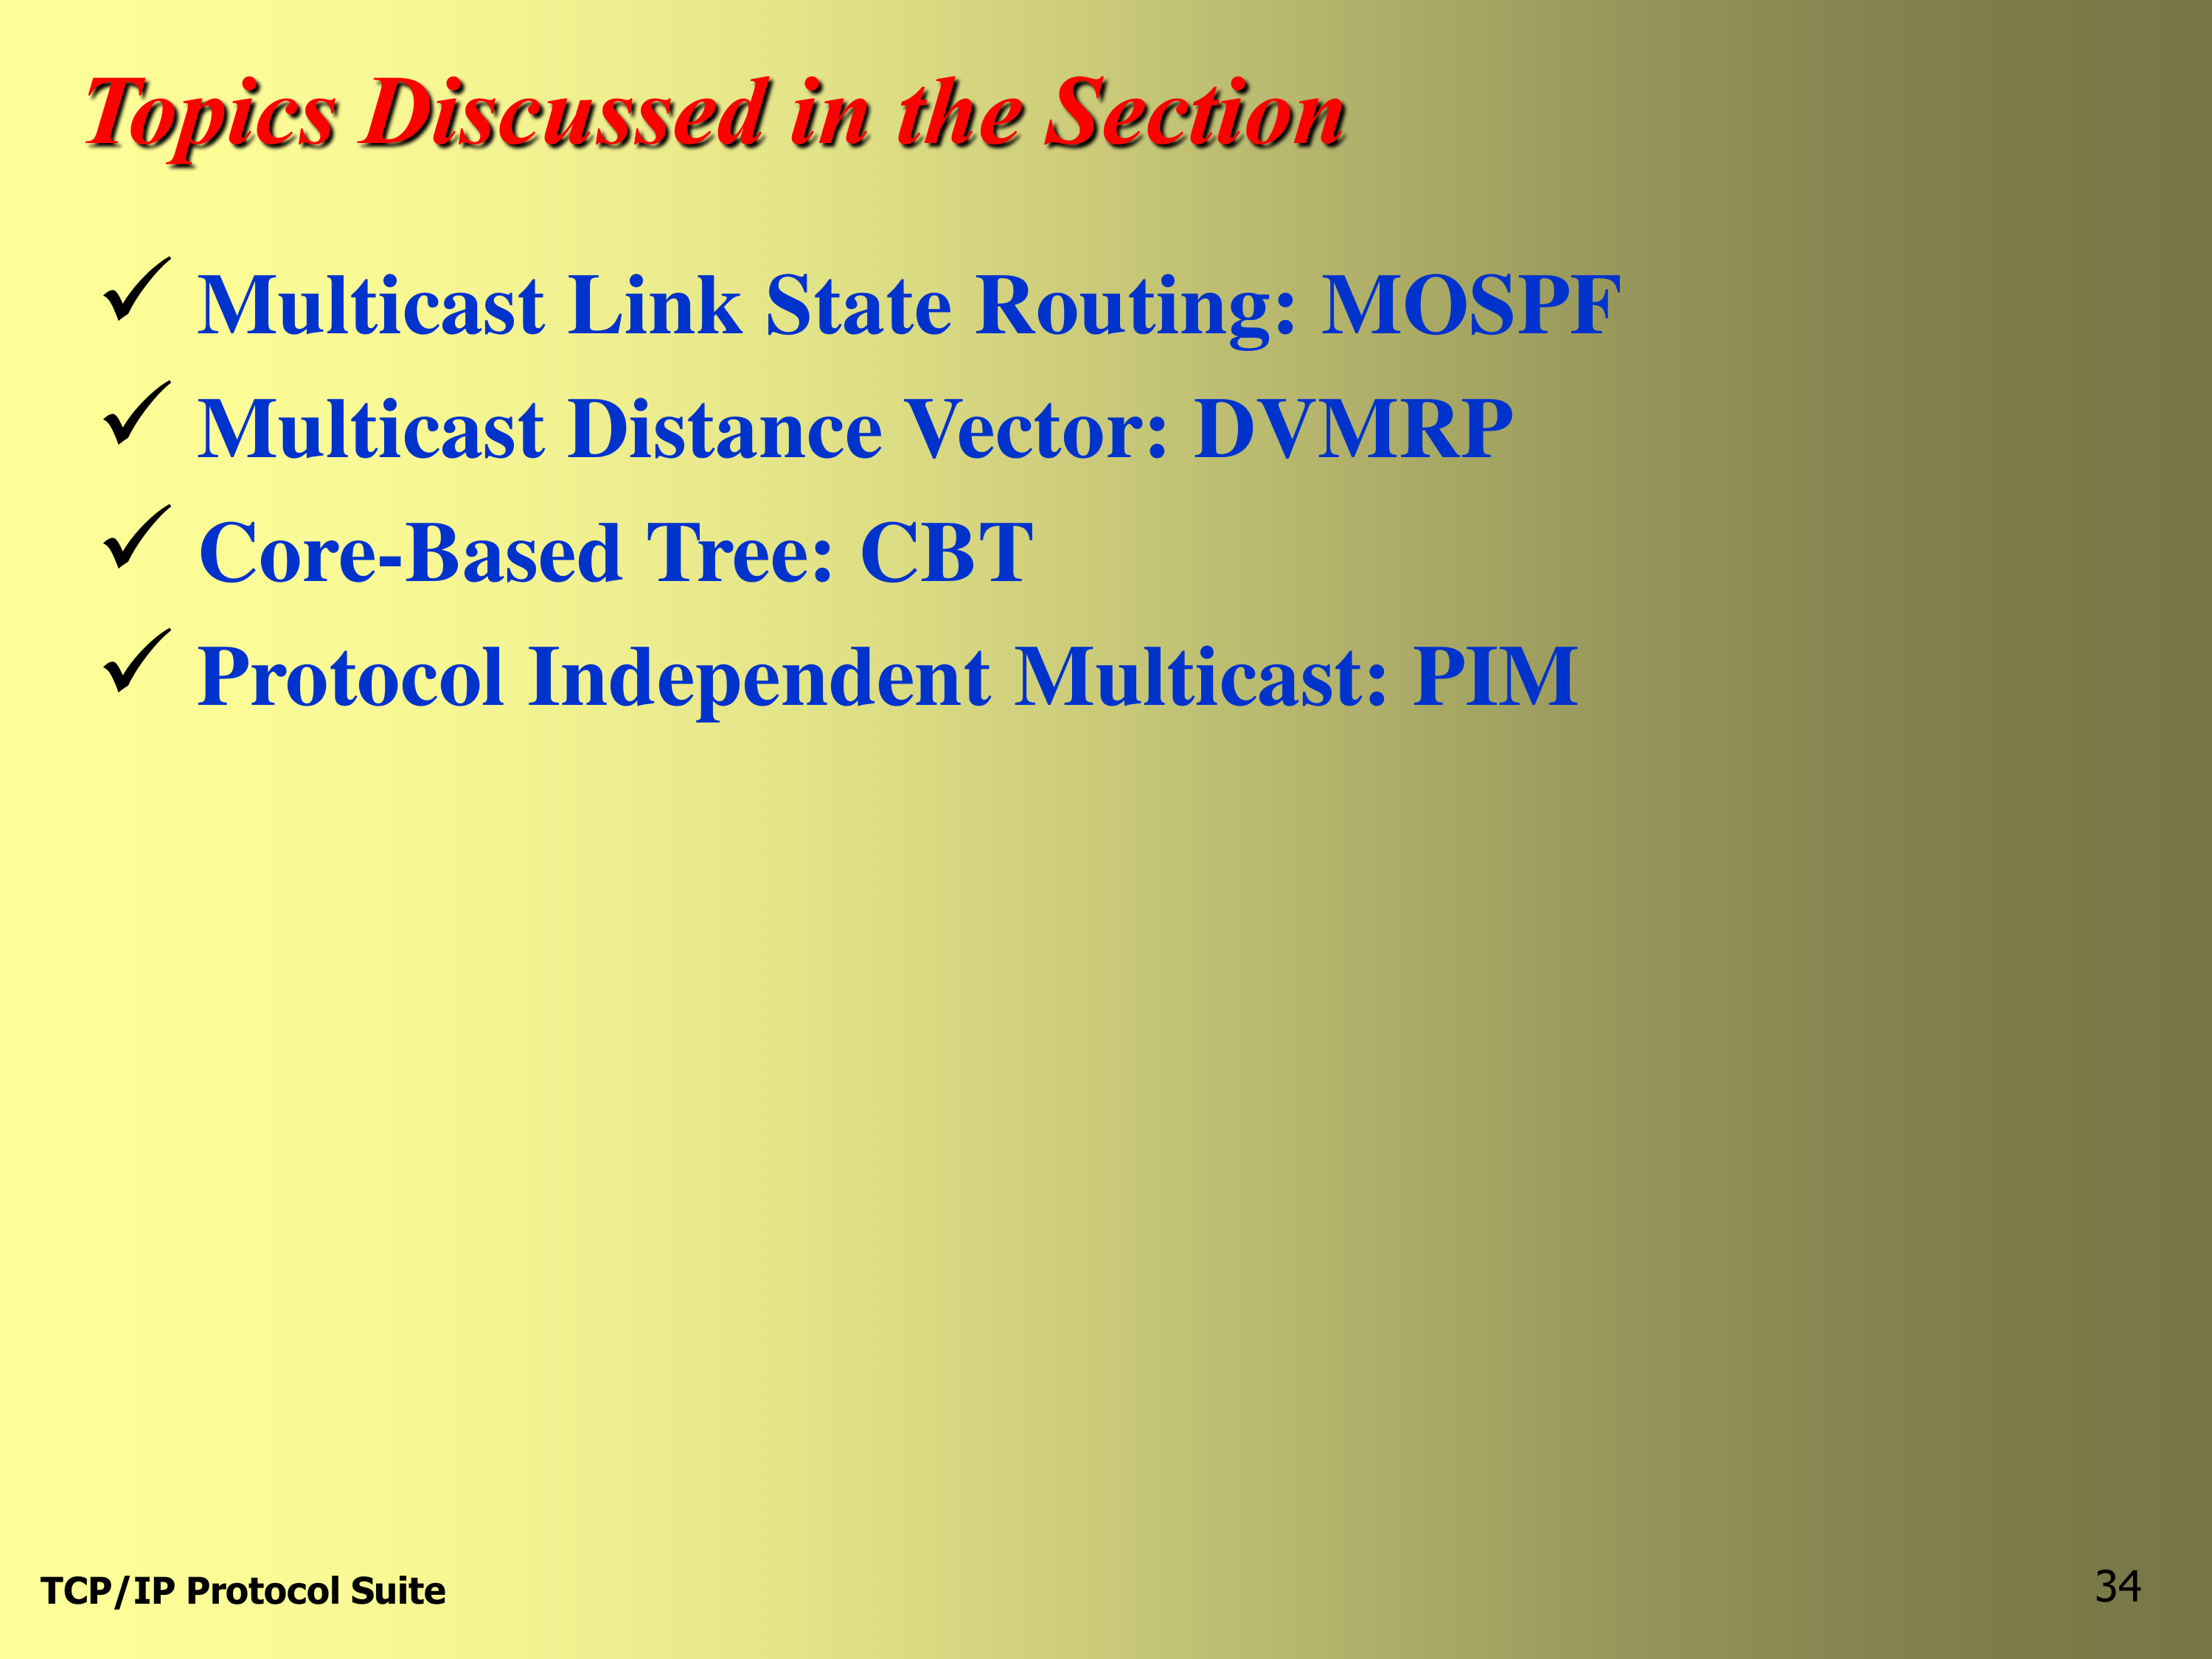 Topics Discussed in the Section
✓ Multicast Link State Routing: MOSPF
✓ Multicast Distance Vector: DVMRP
✓ Core-Based Tree: CBT
✓ Protocol Independent Multicast: PIM
TCP/IP Protocol Suite
34